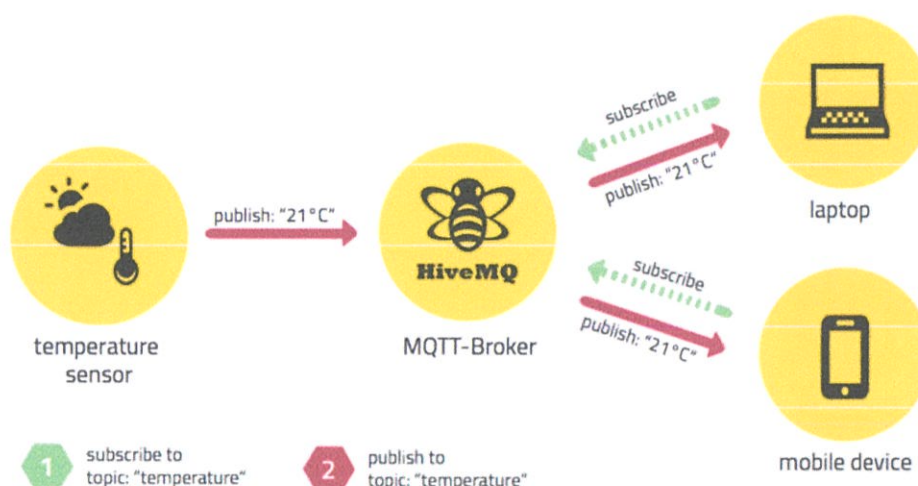 subscribe
publish: "21°C"
laptop
publish: "21°C"
HiveMQ
temperature
sensor
MQTT-Broker
subscribe
publish: "21°C"
mobile device
1
subscribe to
topic: "temperature"
2
publish to
topic: "temperature"